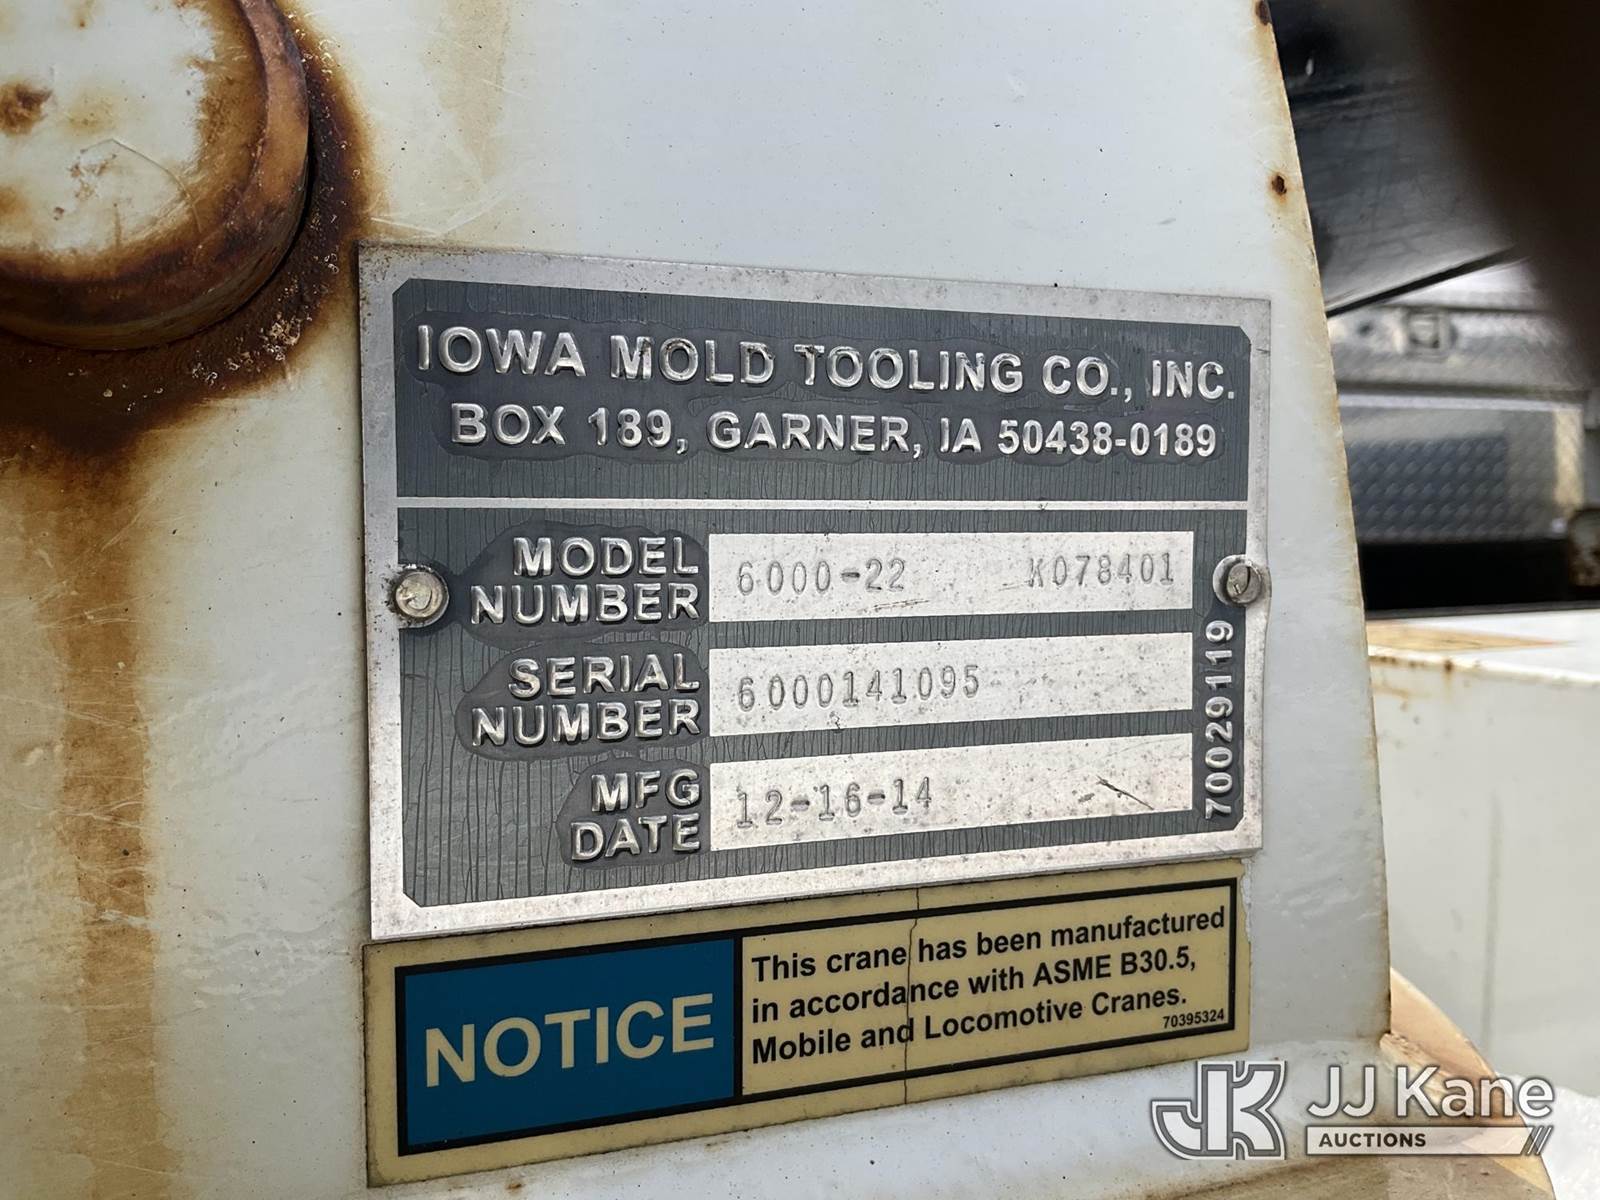 IOWA MOLD TOOLING CO., INC.
BOX 189, GARNER, IA 50438-0189
MODEL NUMBER 6000-22 K078401
SERIAL NUMBER 6000141095
MFG DATE 12-16-14
70029119
NOTICE
This crane has been manufactured
in accordance with ASME B30.5,
Mobile and Locomotive Cranes.
70395324
JK JJ Kane
AUCTIONS